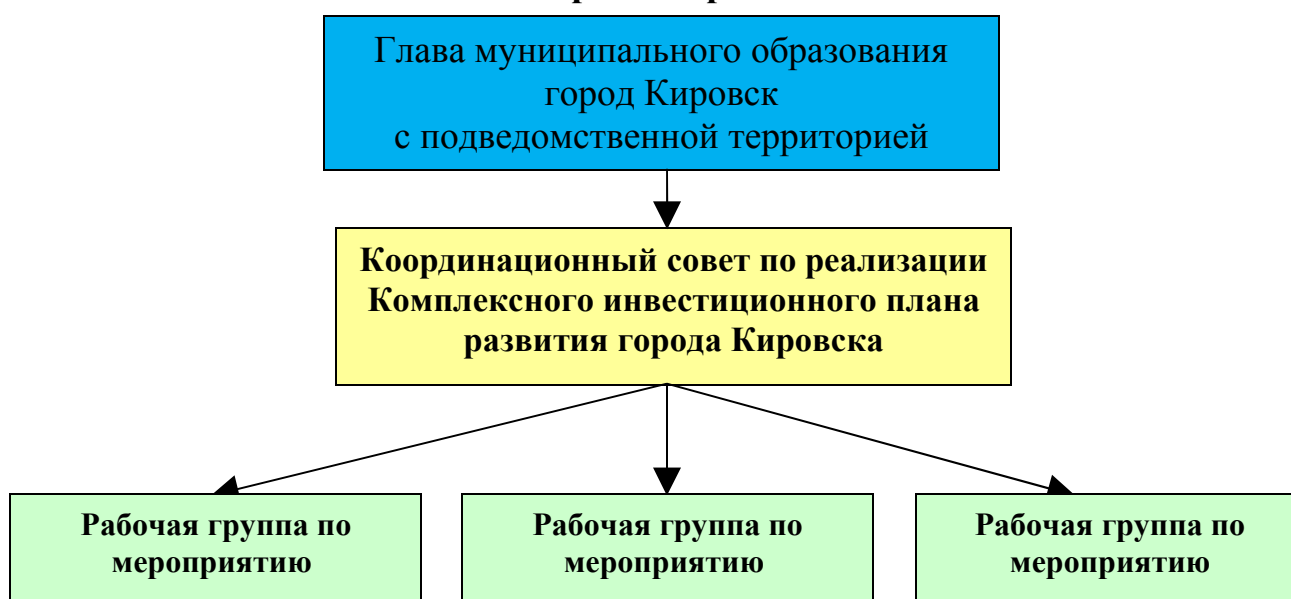 Глава муниципального образования
город Кировск
с подведомственной территорией
Координационный совет по реализации
Комплексного инвестиционного плана
развития города Кировска
Рабочая группа по
мероприятию
Рабочая группа по
мероприятию
Рабочая группа по
мероприятию